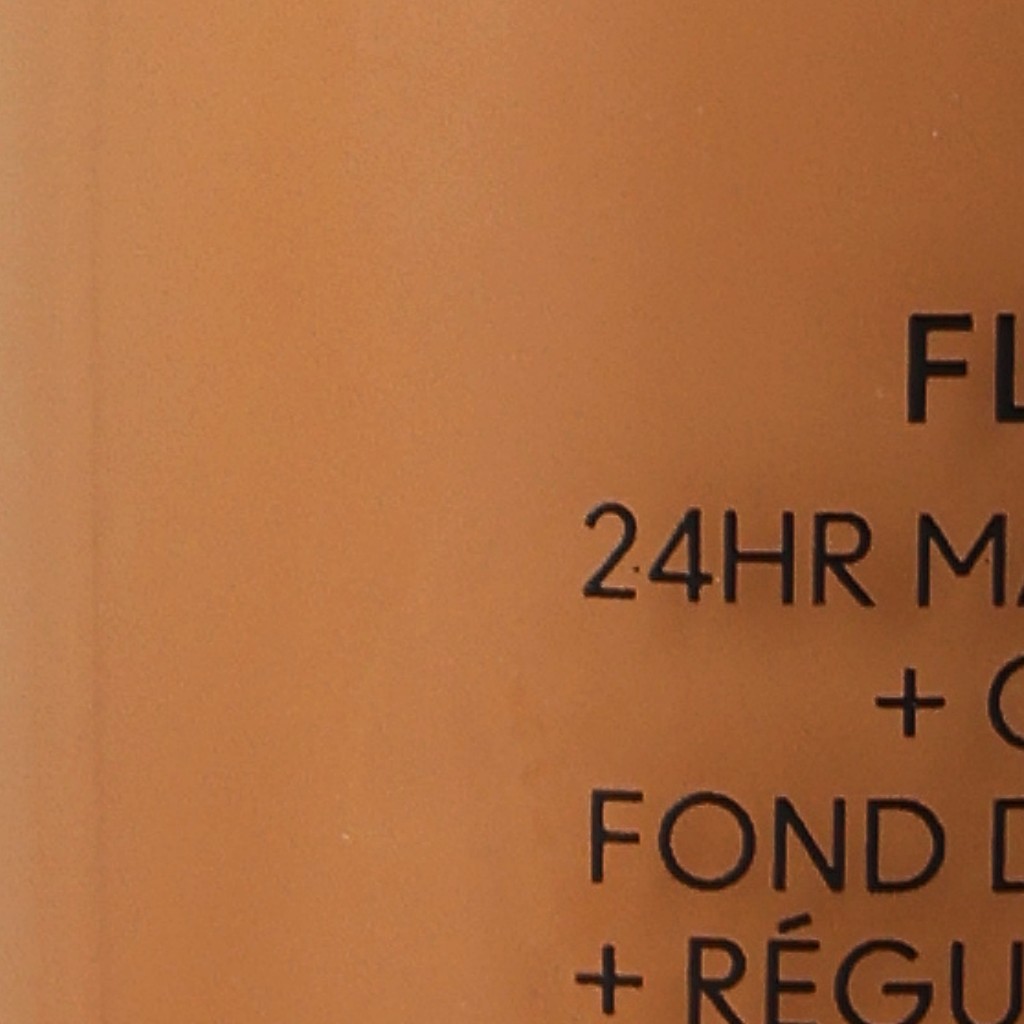 FL
24HR MA
+ C
FOND D
+ RÉGU